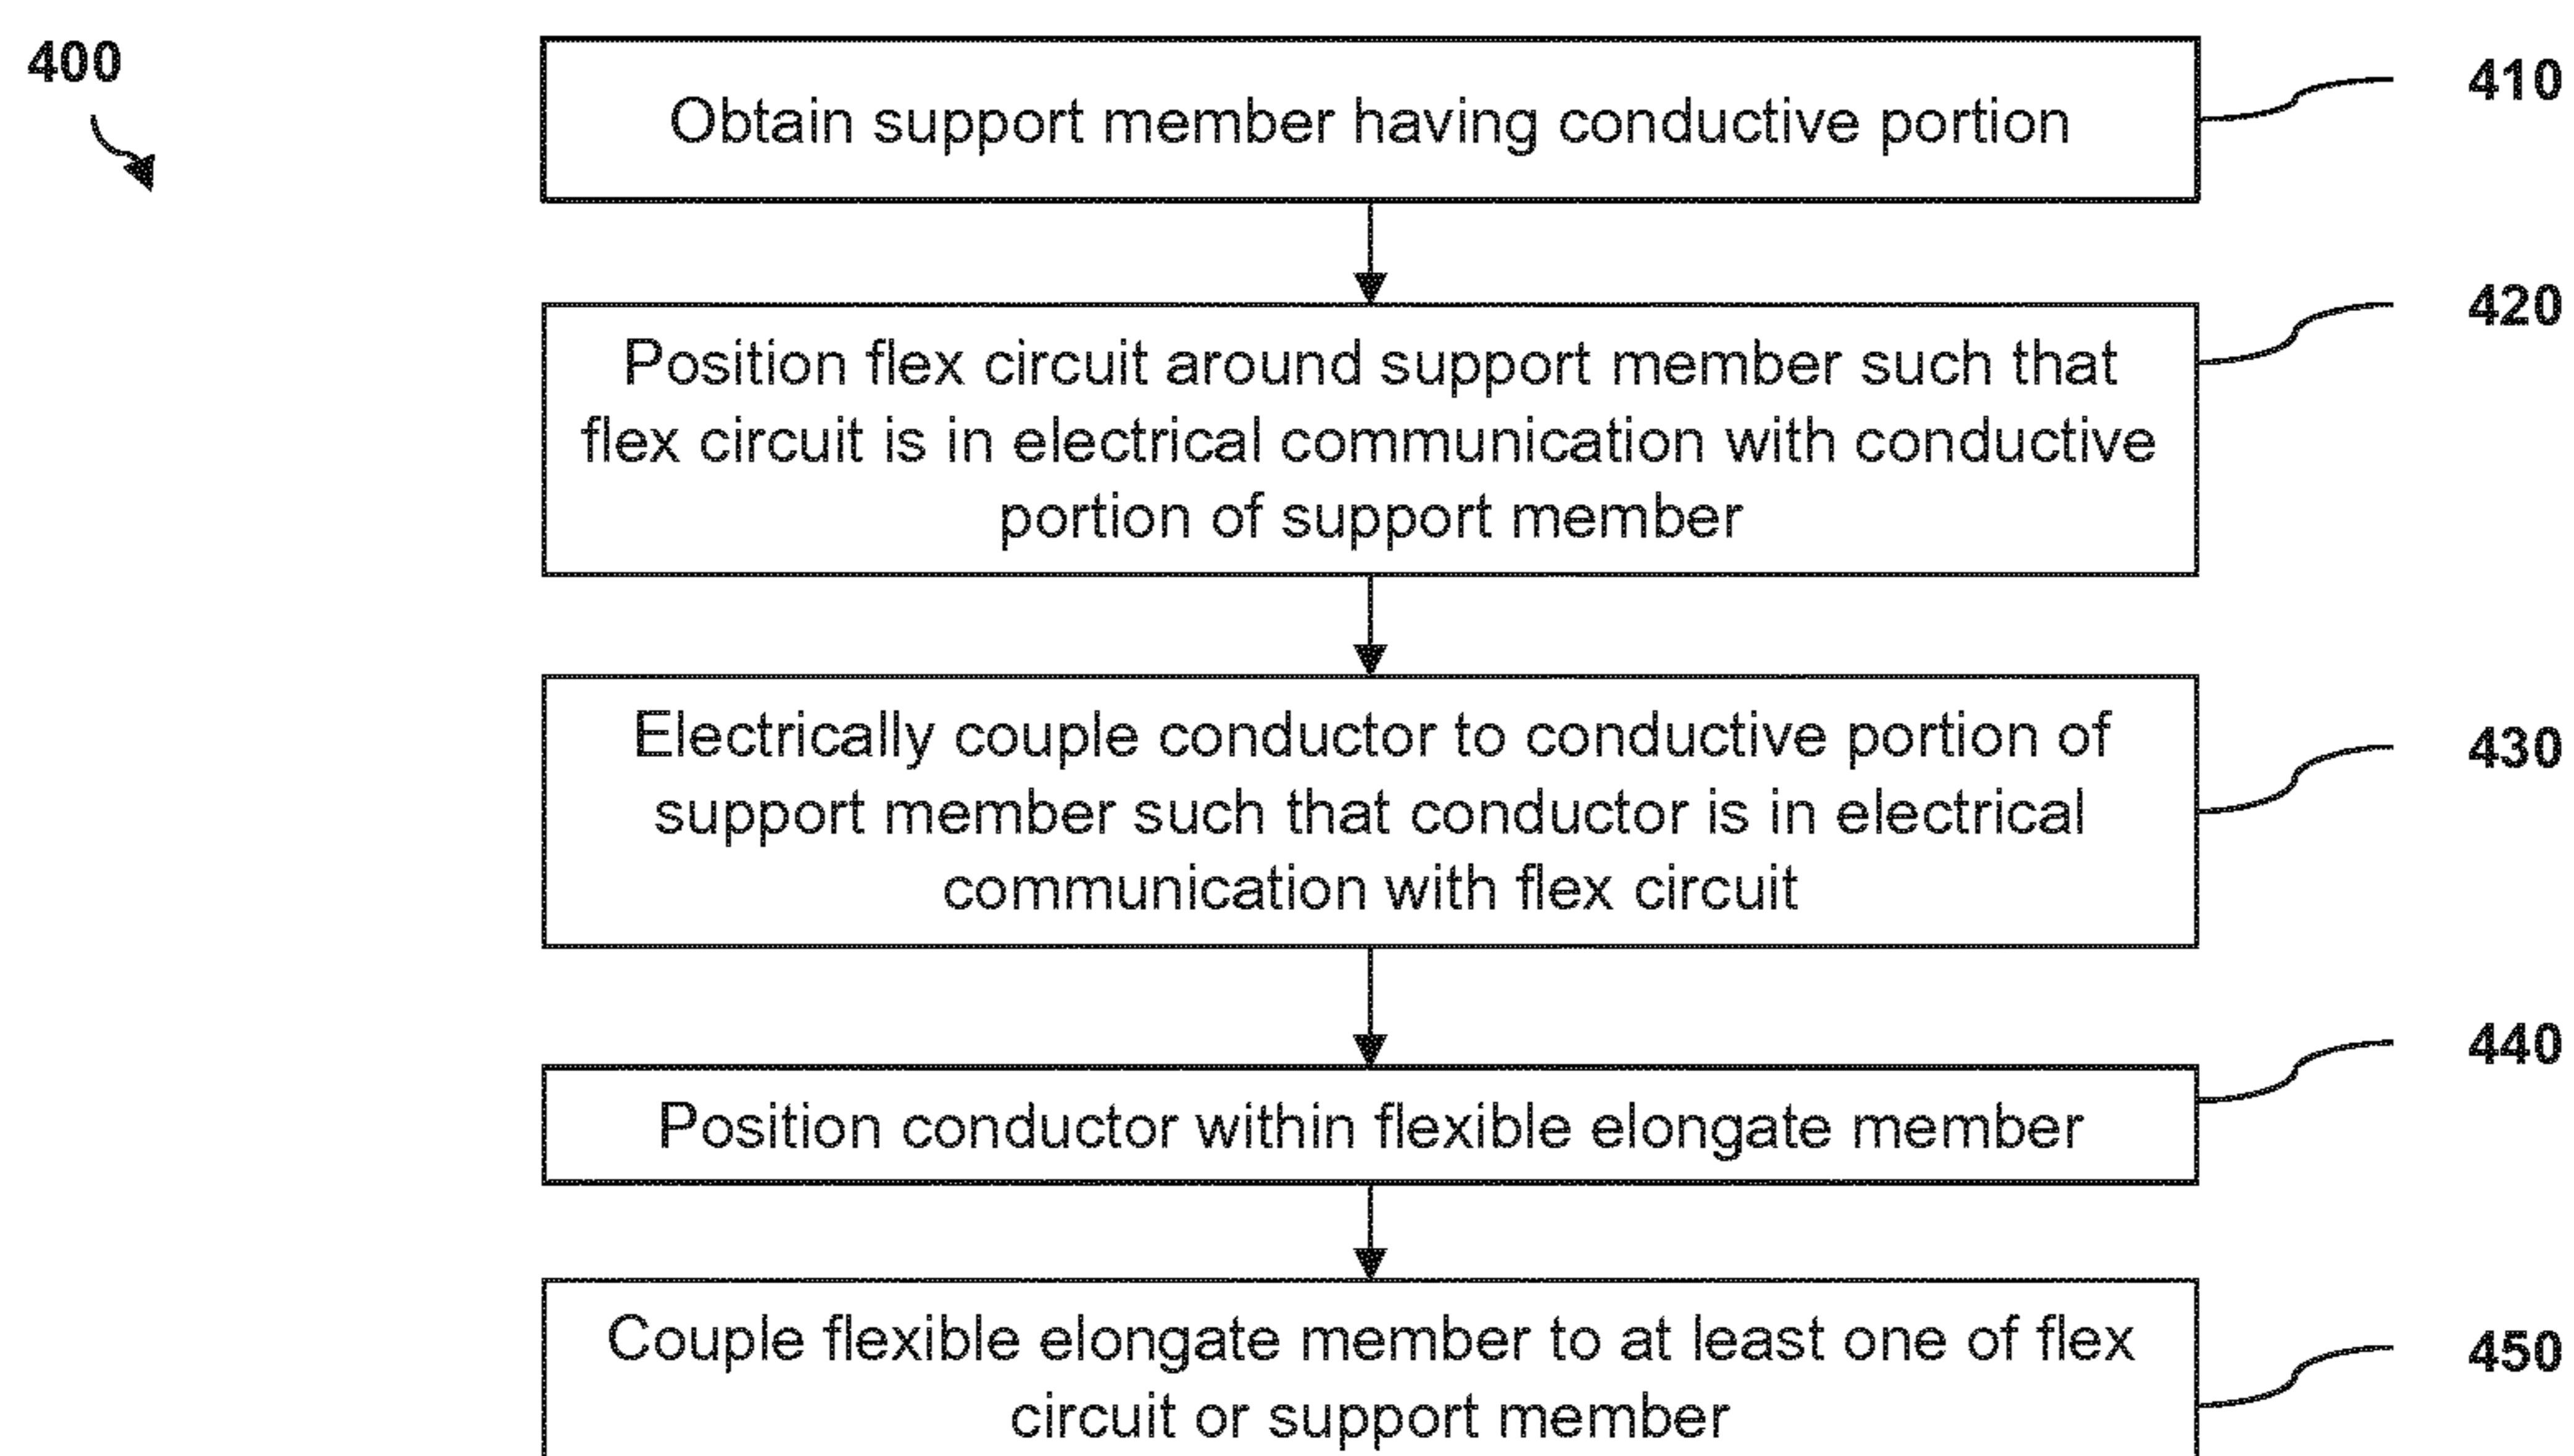 400
410
Obtain support member having conductive portion
420
Position flex circuit around support member such that
flex circuit is in electrical communication with conductive
portion of support member
430
Electrically couple conductor to conductive portion of
support member such that conductor is in electrical
communication with flex circuit
440
Position conductor within flexible elongate member
450
Couple flexible elongate member to at least one of flex
circuit or support member